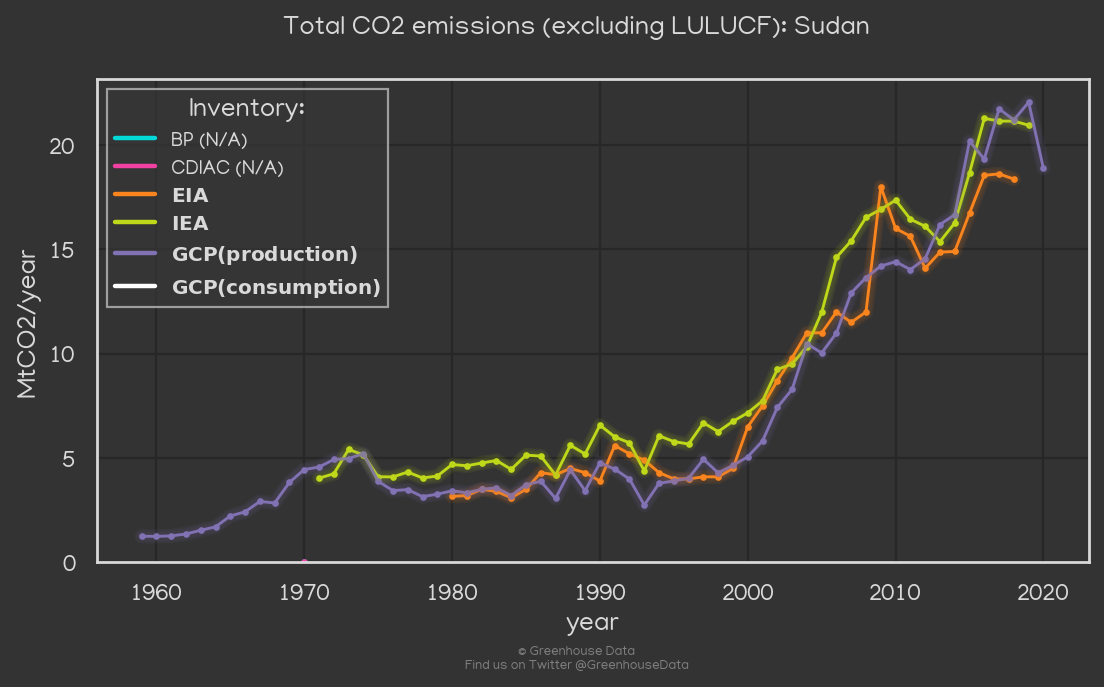 Total CO2 emissions (excluding LULUCF): Sudan
Inventory:
BP (N/A)
CDIAC (N/A)
EIA
IEA
GCP(production)
GCP(consumption)
MtCO2/year
20
15
10
5
0
1960 1970 1980 1990 2000 2010 2020
year
© Greenhouse Data
Find us on Twitter @GreenhouseData